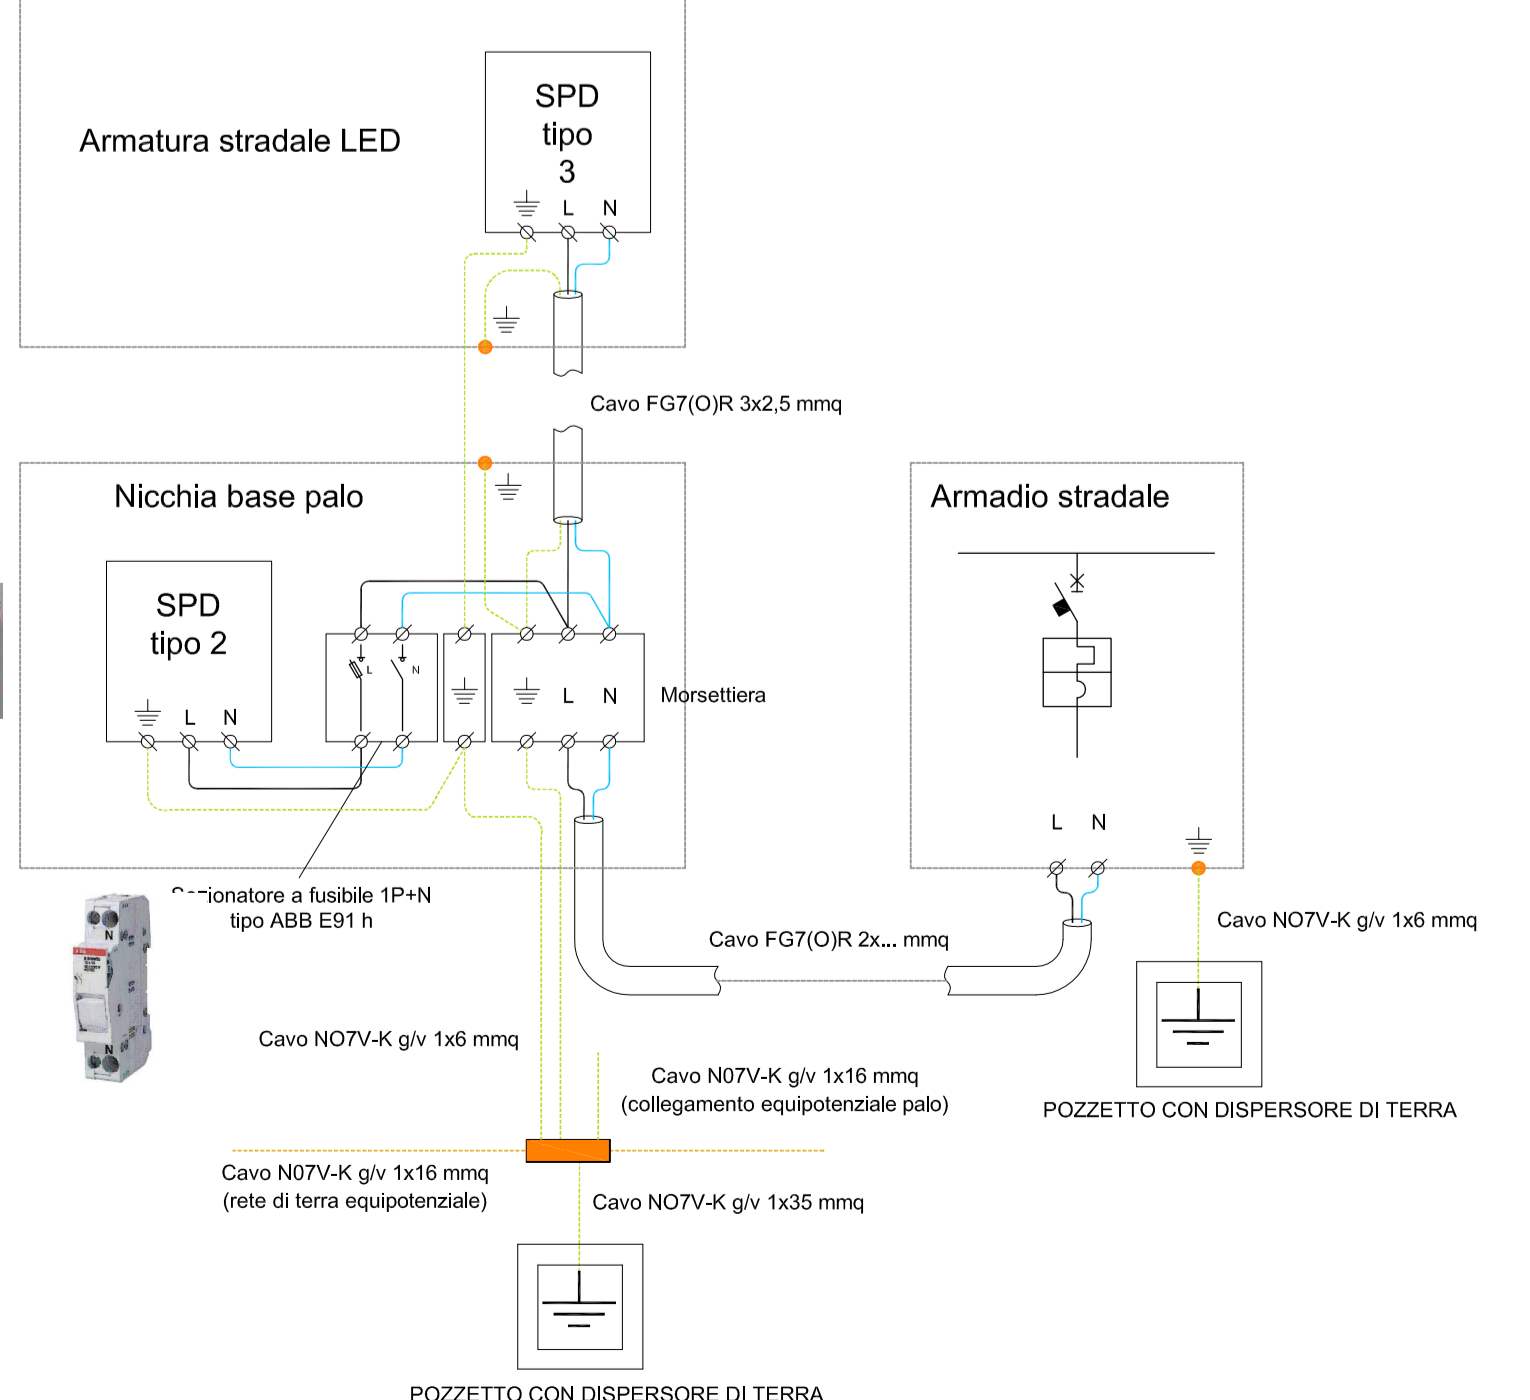 SPD
tipo
3
Armatura stradale LED
L N
Cavo FG7(O)R 3x2,5 mmq
Nicchia base palo
Armadio stradale
SPD
tipo 2
L N
L N
L N
Morsettiera
L N
ionatore a fusibile 1P+N
tipo ABB E91 h
N
N
Cavo FG7(O)R 2x... mmq
Cavo NO7V-K g/v 1x6 mmq
Cavo NO7V-K g/v 1x6 mmq
Cavo N07V-K g/v 1x16 mmq
(collegamento equipotenziale palo)
POZZETTO CON DISPERSORE DI TERRA
Cavo N07V-K g/v 1x16 mmq
(rete di terra equipotenziale)
Cavo NO7V-K g/v 1x35 mmq
POZZETTO CON DISPERSORE DI TERRA